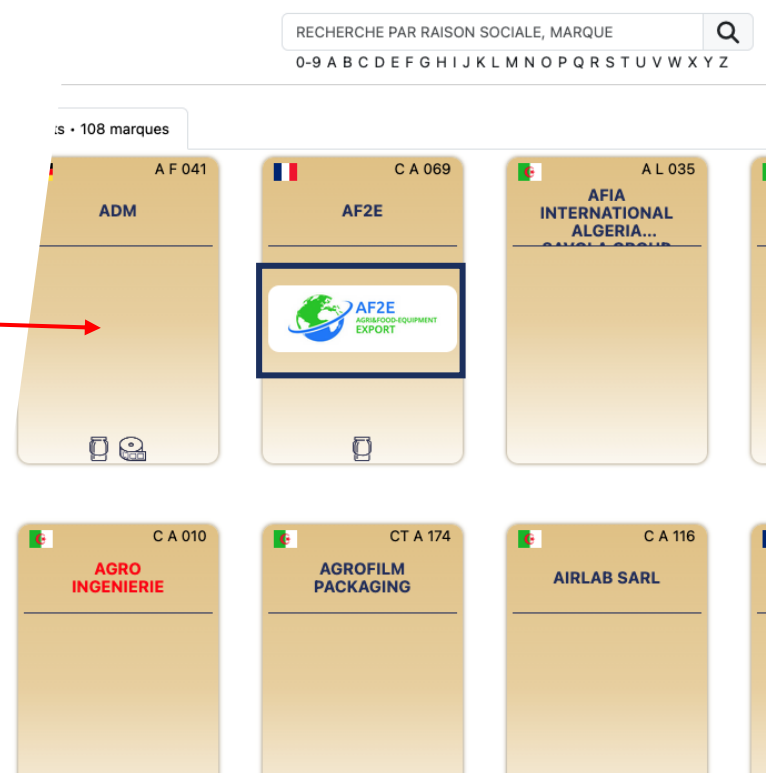 RECHERCHE PAR RAISON SOCIALE, MARQUE
0-9 A B C D E F G H I J K L M N O P Q R S T U V W X Y Z
• 108 marques
A F 041
ADM
C A 069
AF2E
AF2E
AGRI&FOOD-EQUIPMENT
EXPORT
A L 035
AFIA
INTERNATIONAL
ALGERIA...
C A 010
AGRO
INGENIERIE
CT A 174
AGROFILM
PACKAGING
C A 116
AIRLAB SARL